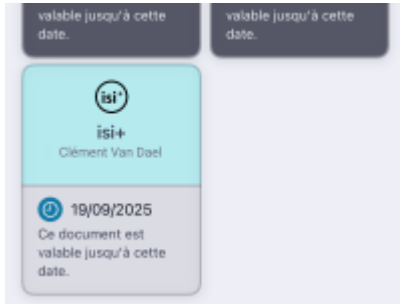 valable jusqu'à cette
date.
valable jusqu'à cette
date.
isi+
isi+
Clément Van Dael
19/09/2025
Ce document est
valable jusqu'à cette
date.